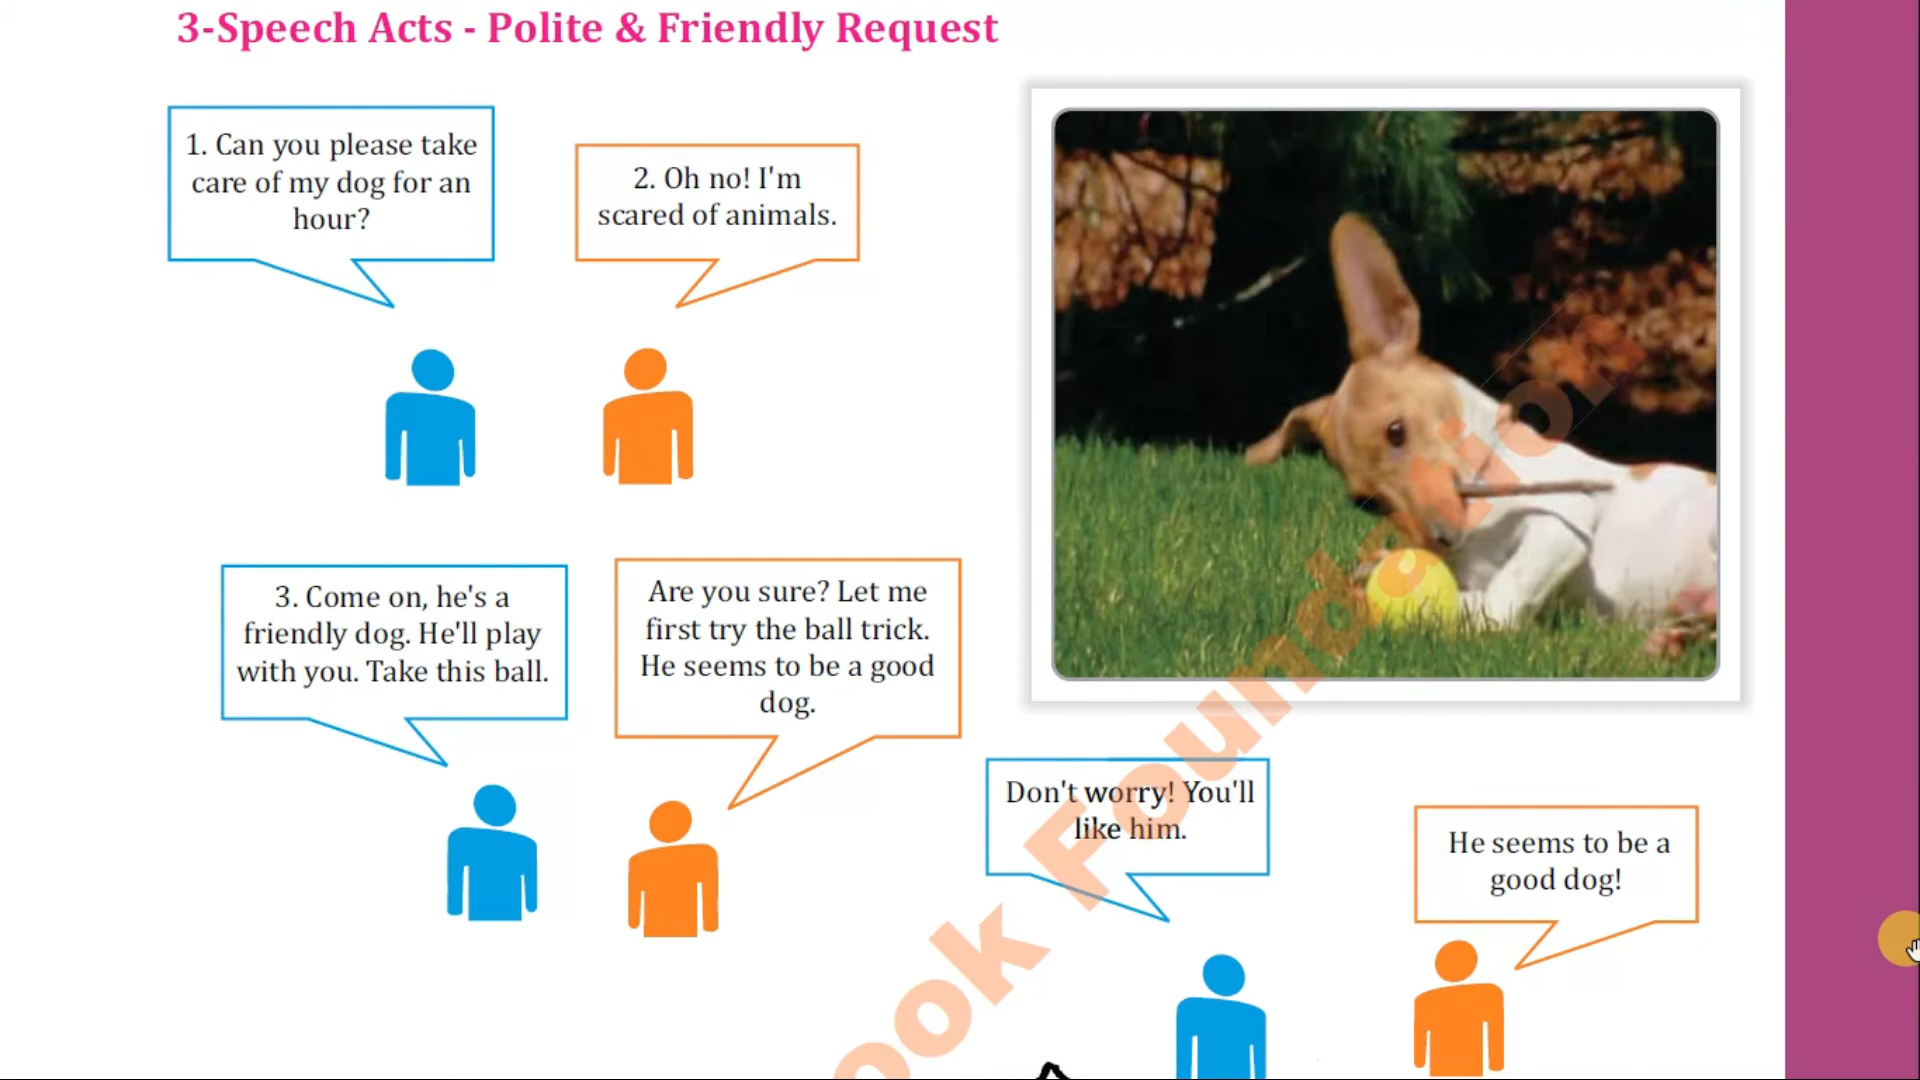 3-Speech Acts - Polite & Friendly Request
1. Can you please take
care of my dog for an
hour?
2. Oh no! I'm
scared of animals.
3. Come on, he's a
friendly dog. He'll play
with you. Take this ball.
Are you sure? Let me
first try the ball trick.
He seems to be a good
dog.
Don't worry! You'll
like him.
He seems to be a
good dog!
ook Foundation